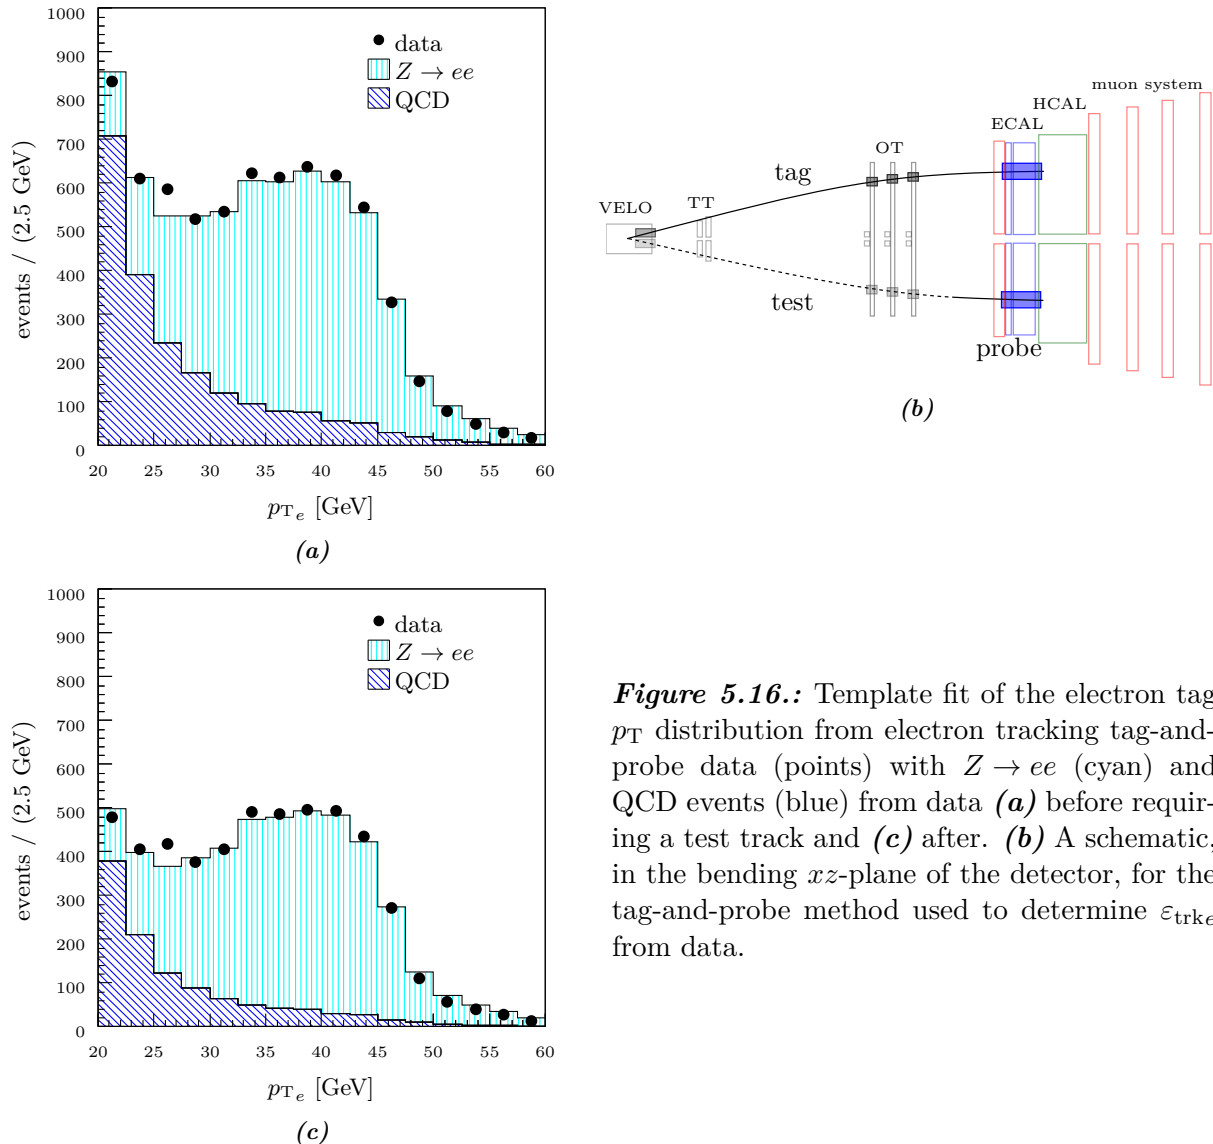 1000
900
800
700
600
500
400
300
200
100
0
events / (2.5 GeV)
data
Z → ee
QCD
20 25 30 35 40 45 50 55 60
p_{T_e} [GeV]
(a)
VELO
TT
OT
ECAL
HCAL
muon system
tag
test
probe
(b)
1000
900
800
700
600
500
400
300
200
100
0
events / (2.5 GeV)
data
Z → ee
QCD
20 25 30 35 40 45 50 55 60
p_{T_e} [GeV]
(c)
Figure 5.16.: Template fit of the electron tag
p_T distribution from electron tracking tag-and-
probe data (points) with Z → ee (cyan) and
QCD events (blue) from data (a) before requir-
ing a test track and (c) after. (b) A schematic,
in the bending xz-plane of the detector, for the
tag-and-probe method used to determine ε_{trk_e}
from data.